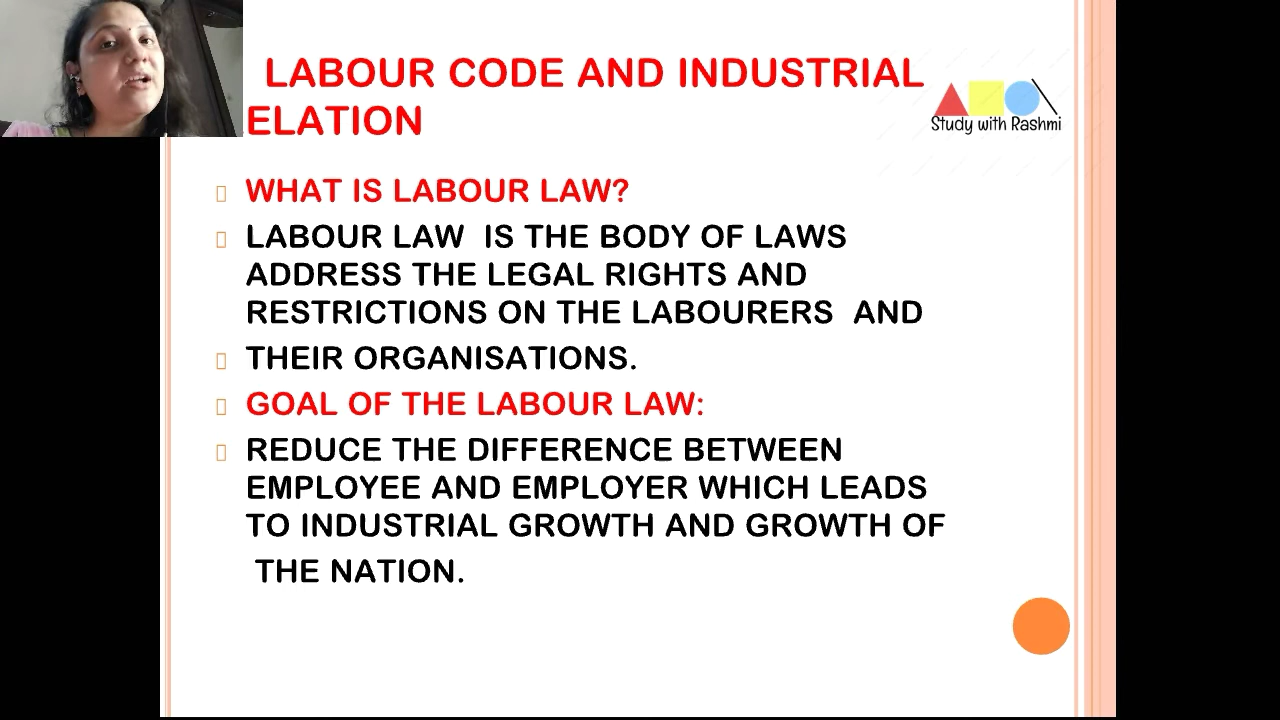 LABOUR CODE AND INDUSTRIAL
ELATION
Study with Rashmi
WHAT IS LABOUR LAW?
LABOUR LAW IS THE BODY OF LAWS
ADDRESS THE LEGAL RIGHTS AND
RESTRICTIONS ON THE LABOURERS AND
THEIR ORGANISATIONS.
GOAL OF THE LABOUR LAW:
REDUCE THE DIFFERENCE BETWEEN
EMPLOYEE AND EMPLOYER WHICH LEADS
TO INDUSTRIAL GROWTH AND GROWTH OF
THE NATION.